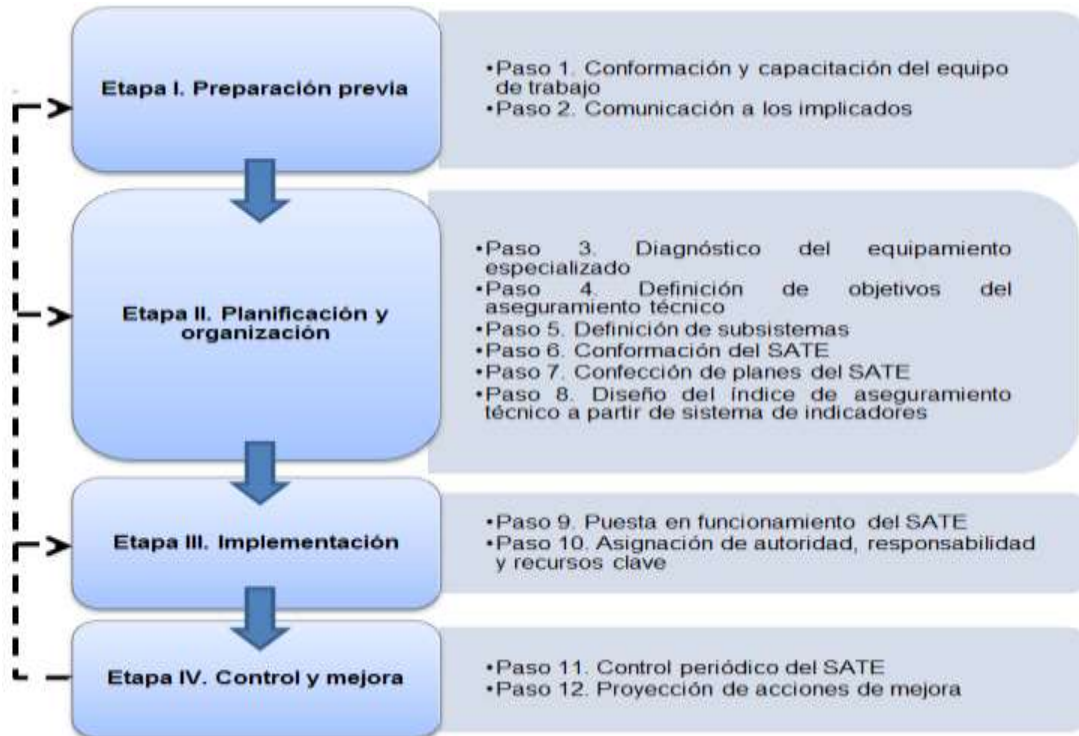 Etapa I. Preparación previa
•Paso 1. Conformación y capacitación del equipo
de trabajo
•Paso 2. Comunicación a los implicados
Etapa II. Planificación y
organización
•Paso 3. Diagnóstico del equipamiento
especializado
•Paso 4. Definición de objetivos del
aseguramiento técnico
•Paso 5. Definición de subsistemas
•Paso 6. Conformación del SATE
•Paso 7. Confección de planes del SATE
•Paso 8. Diseño del índice de aseguramiento
técnico a partir de sistema de indicadores
Etapa III. Implementación
•Paso 9. Puesta en funcionamiento del SATE
•Paso 10. Asignación de autoridad, responsabilidad
y recursos clave
Etapa IV. Control y mejora
•Paso 11. Control periódico del SATE
•Paso 12. Proyección de acciones de mejora